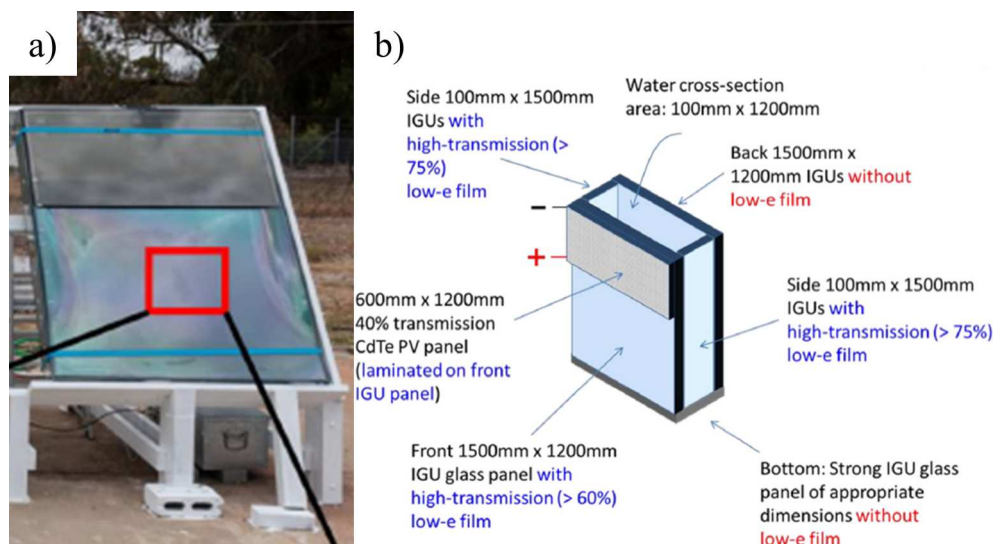 a)
b)
Side 100mm x 1500mm
IGUs with
high-transmission (>
75%)
low-e film
Water cross-section
area: 100mm x 1200mm
Back 1500mm x
1200mm IGUs without
low-e film
−
+
600mm x 1200mm
40% transmission
CdTe PV panel
(laminated on front
IGU panel)
Side 100mm x 1500mm
IGUs with
high-transmission (> 75%)
low-e film
Front 1500mm x 1200mm
IGU glass panel with
high-transmission (> 60%)
low-e film
Bottom: Strong IGU glass
panel of appropriate
dimensions without
low-e film